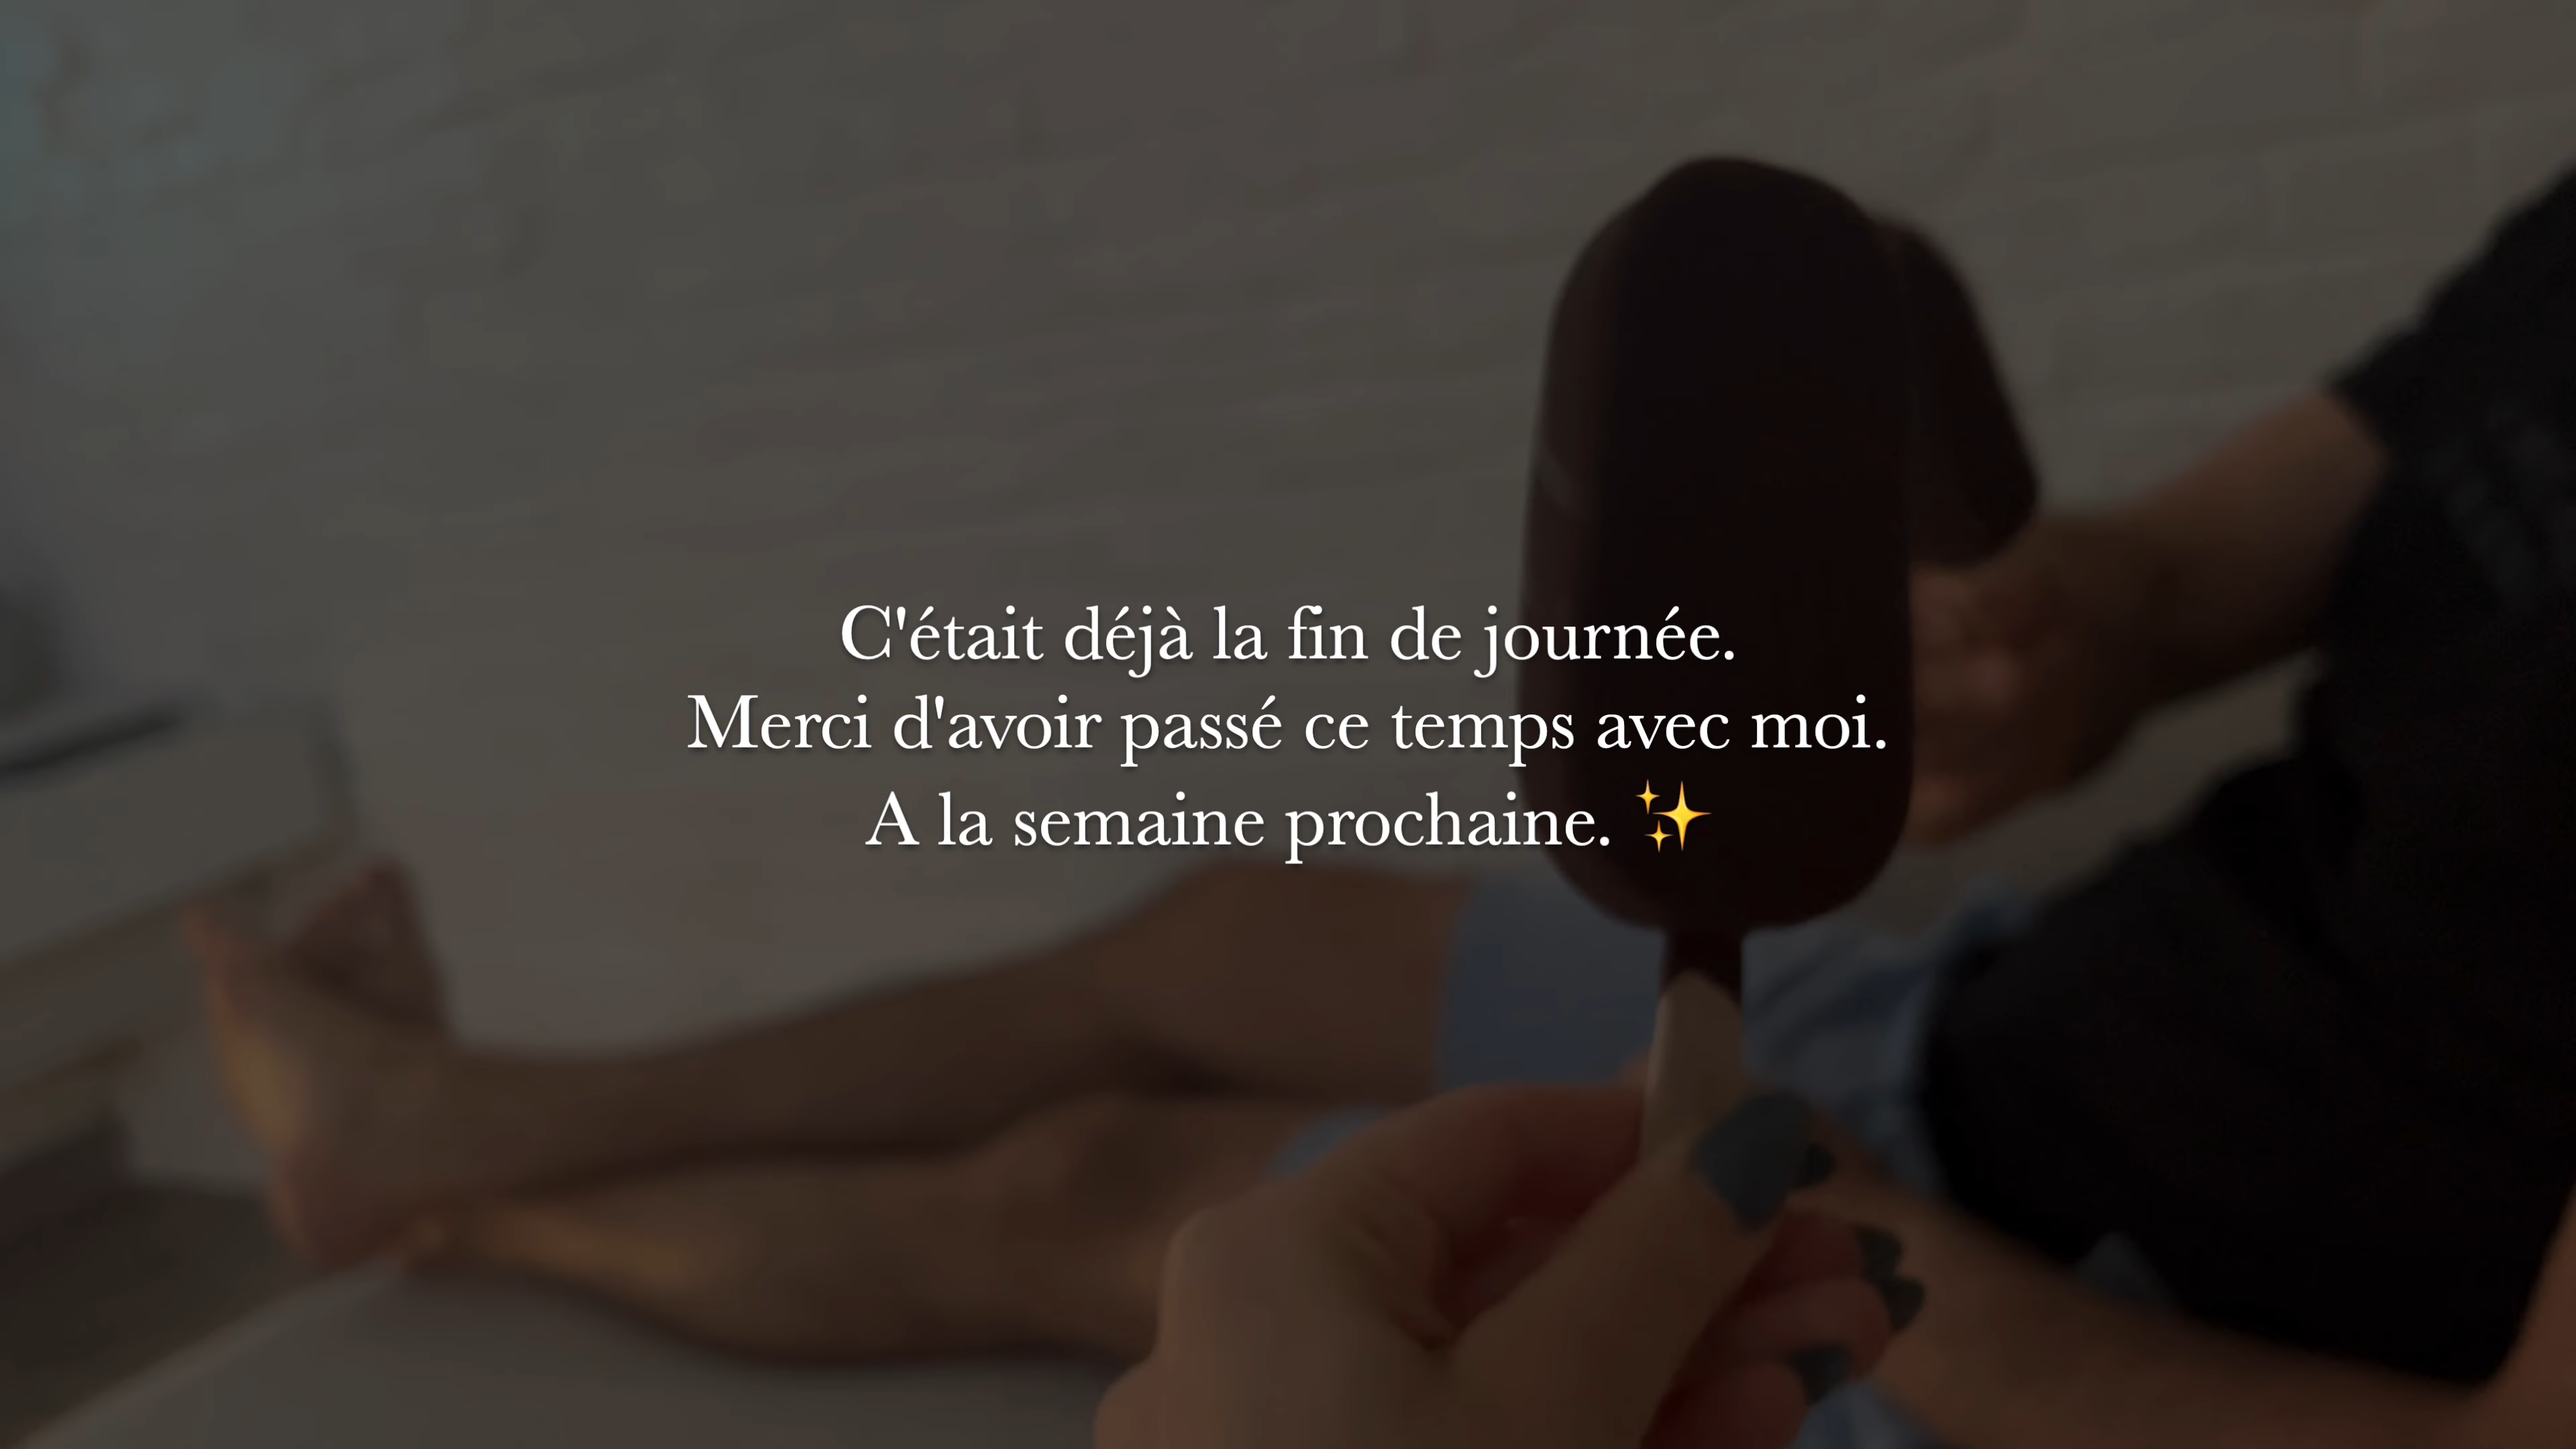 C'était déjà la fin de journée.
Merci d'avoir passé ce temps avec moi.
A la semaine prochaine. ✨